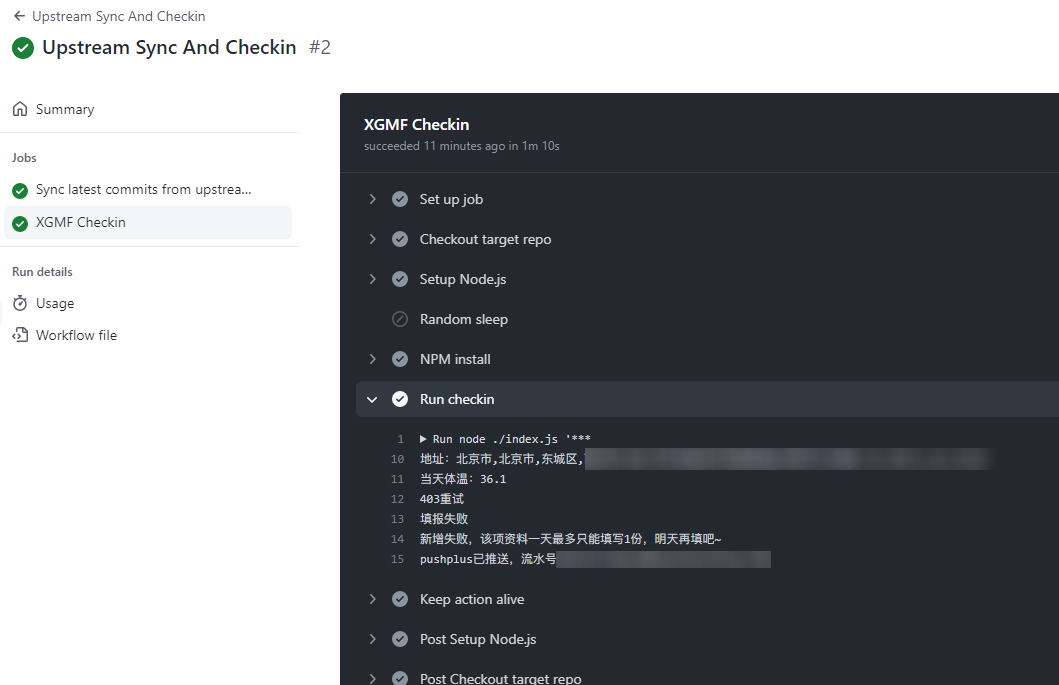 Upstream Sync And Checkin
Upstream Sync And Checkin #2
Summary
Jobs
Sync latest commits from upstrea...
XGMF Checkin
Run details
Usage
Workflow file
XGMF Checkin
succeeded 11 minutes ago in 1m 10s
Set up job
Checkout target repo
Setup Node.js
Random sleep
NPM install
Run checkin
1 Run node ./index.js '***
10 地址: 北京市,北京市,东城区,
11 当天体温: 36.1
12 403重试
13 填报失败
14 新增失败, 该项资料一天最多只能填写1份, 明天再填吧~
15 pushplus已推送, 流水号
Keep action alive
Post Setup Node.js
Post Checkout target repo